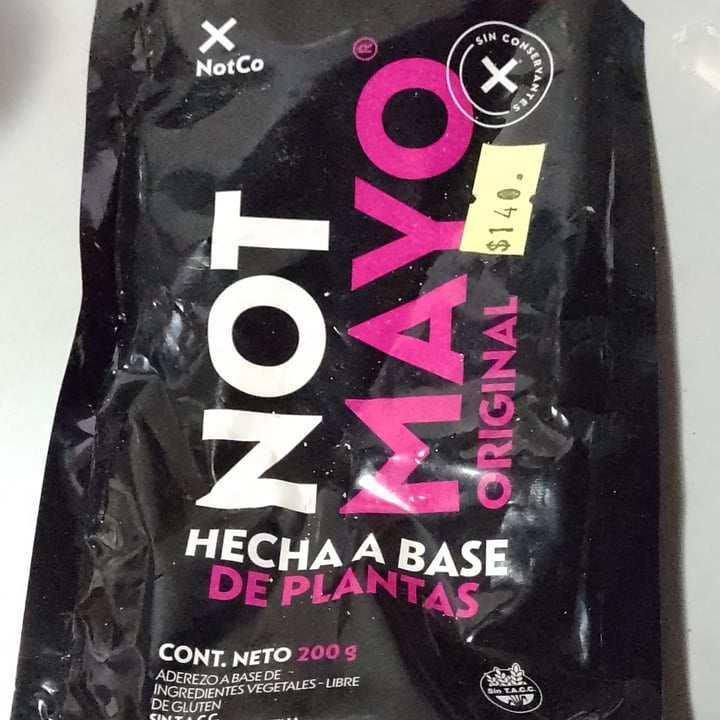 NotCo
®
SIN CONSERVANTES
$140.
NOT
MAYO
ORIGINAL
HECHA A BASE
DE PLANTAS
CONT. NETO 200 g
ADEREZO A BASE DE
INGREDIENTES VEGETALES - LIBRE
DE GLUTEN
SIN T.A.C.C.
Sin T.A.C.C.